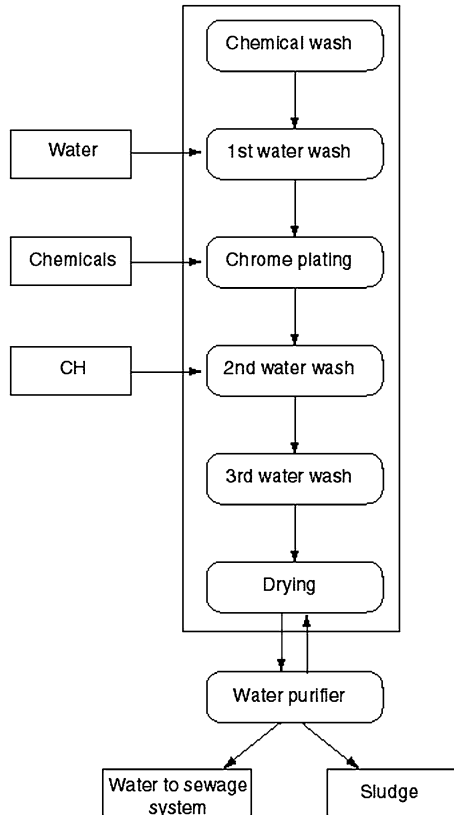 Chemical wash
Water
1st water wash
Chemicals
Chrome plating
CH
2nd water wash
3rd water wash
Drying
Water purifier
Water to sewage
system
Sludge